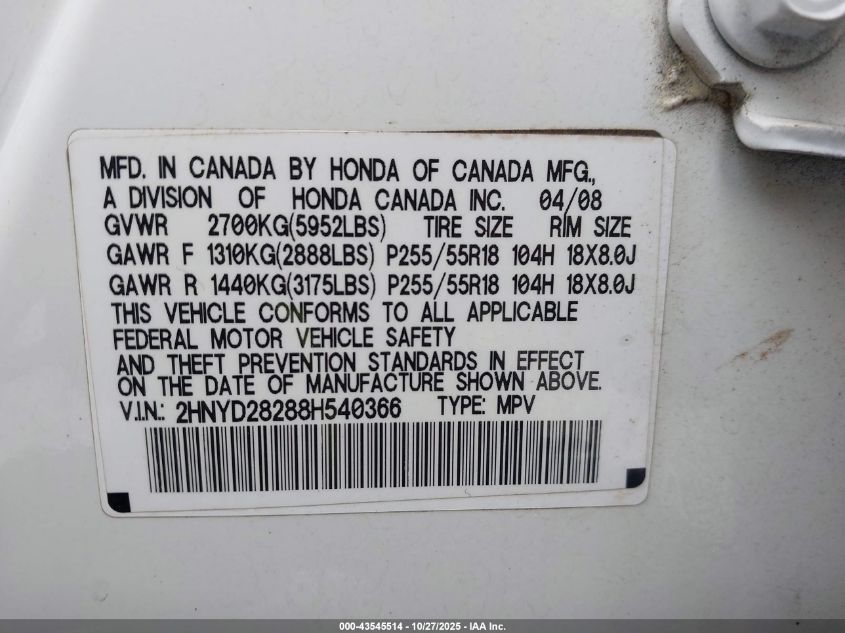 MFD. IN CANADA BY HONDA OF CANADA MFG.,
A DIVISION OF HONDA CANADA INC. 04/08
GVWR 2700KG(5952LBS) TIRE SIZE RIM SIZE
GAWR F 1310KG(2888LBS) P255/55R18 104H 18X8.0J
GAWR R 1440KG(3175LBS) P255/55R18 104H 18X8.0J
THIS VEHICLE CONFORMS TO ALL APPLICABLE
FEDERAL MOTOR VEHICLE SAFETY
AND THEFT PREVENTION STANDARDS IN EFFECT
ON THE DATE OF MANUFACTURE SHOWN ABOVE.
V.I.N.: 2HNYD28288H540366 TYPE: MPV
000-43545514 - 10/27/2025 - IAA Inc.